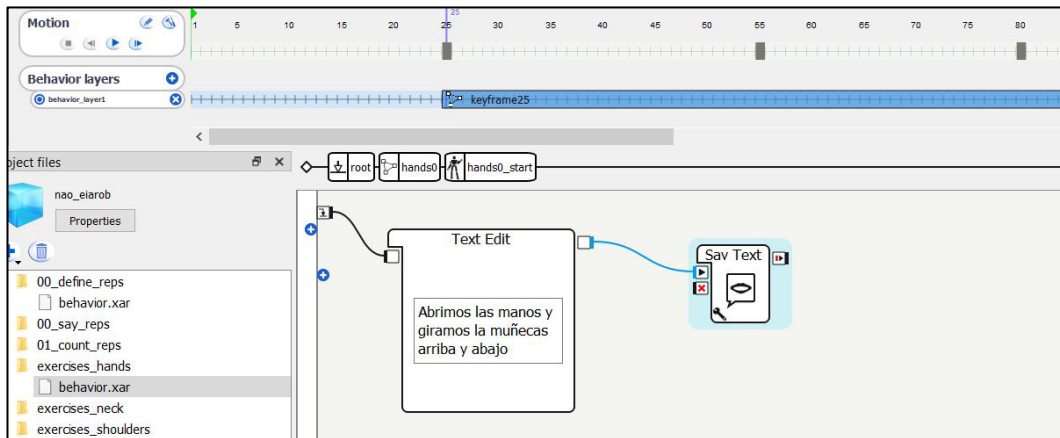 Motion
25
1 5 10 15 20 25 30 35 40 45 50 55 60 65 70 75 80
Behavior layers
behavior_layer1
keyframe25
oject files
root
hands0
hands0_start
nao_eiarob
Properties
00_define_reps
behavior.xar
00_say_reps
01_count_reps
exercises_hands
behavior.xar
exercises_neck
exercises_shoulders
Text Edit
Abrimos las manos y
giramos la muñecas
arriba y abajo
Say Text